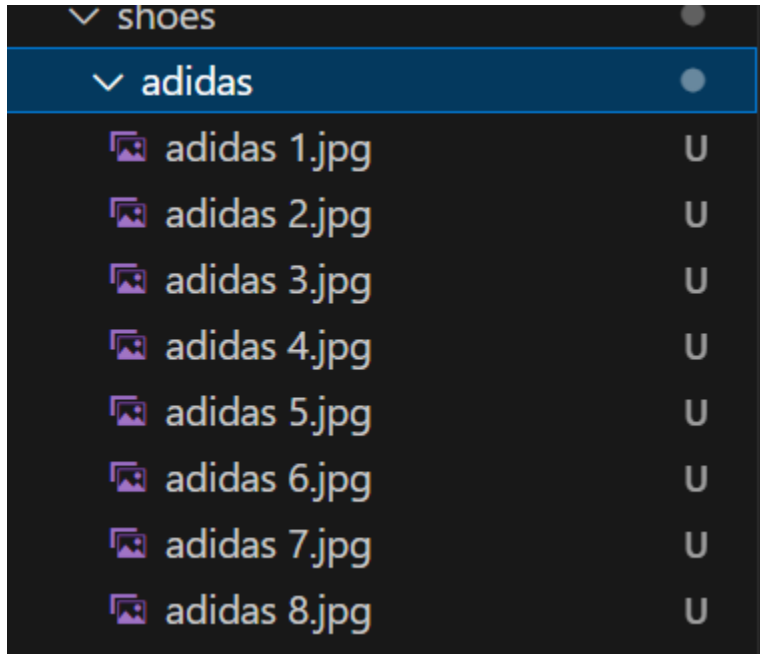 shoes
adidas
adidas 1.jpg U
adidas 2.jpg U
adidas 3.jpg U
adidas 4.jpg U
adidas 5.jpg U
adidas 6.jpg U
adidas 7.jpg U
adidas 8.jpg U